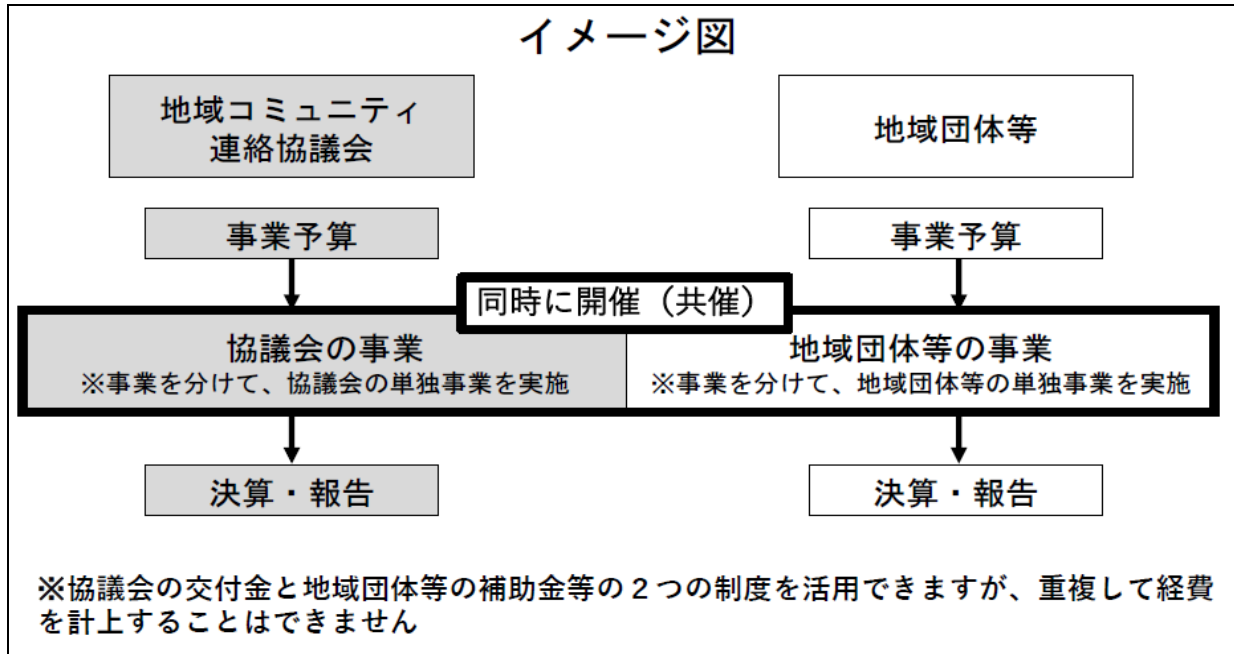 イメージ図
地域コミュニティ
連絡協議会
地域団体等
事業予算
事業予算
同時に開催（共催）
協議会の事業
※事業を分けて、協議会の単独事業を実施
地域団体等の事業
※事業を分けて、地域団体等の単独事業を実施
決算・報告
決算・報告
※協議会の交付金と地域団体等の補助金等の２つの制度を活用できますが、重複して経費
を計上することはできません